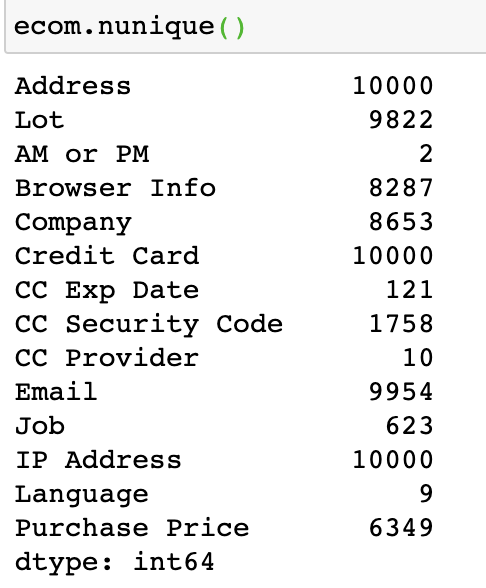 ecom.nunique()
Address 10000
Lot 9822
AM or PM 2
Browser Info 8287
Company 8653
Credit Card 10000
CC Exp Date 121
CC Security Code 1758
CC Provider 10
Email 9954
Job 623
IP Address 10000
Language 9
Purchase Price 6349
dtype: int64